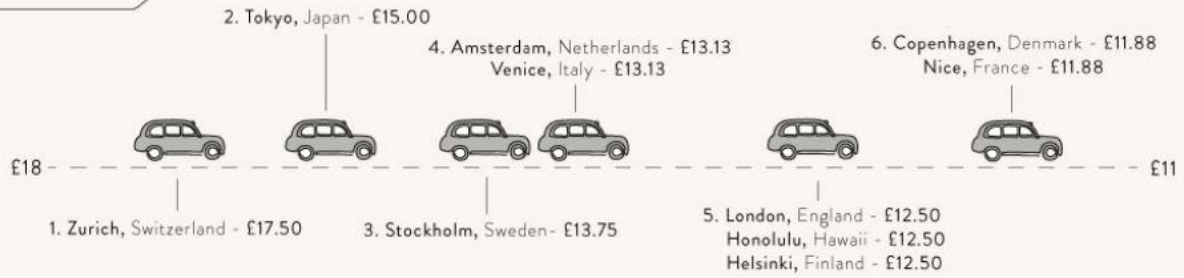 2. Tokyo, Japan - £15.00
4. Amsterdam, Netherlands - £13.13
Venice, Italy - £13.13
6. Copenhagen, Denmark - £11.88
Nice, France - £11.88
£18
£11
1. Zurich, Switzerland - £17.50
3. Stockholm, Sweden- £13.75
5. London, England - £12.50
Honolulu, Hawaii - £12.50
Helsinki, Finland - £12.50